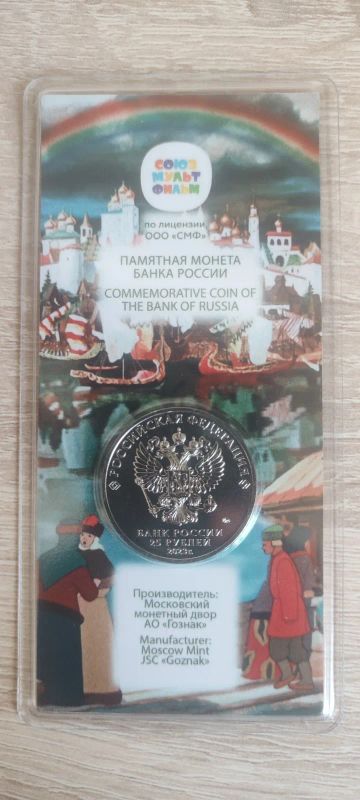 СОЮЗ
МУЛЬТ
ФИЛЬМ
по лицензии
ООО «СМФ»
ПАМЯТНАЯ МОНЕТА
БАНКА РОССИИ
COMMEMORATIVE COIN OF
THE BANK OF RUSSIA
РОССИЙСКАЯ ФЕДЕРАЦИЯ
БАНК РОССИИ
25 РУБЛЕЙ
2023г.
Производитель:
Московский
монетный двор
АО «Гознак»
Manufacturer:
Moscow Mint
JSC «Goznak»